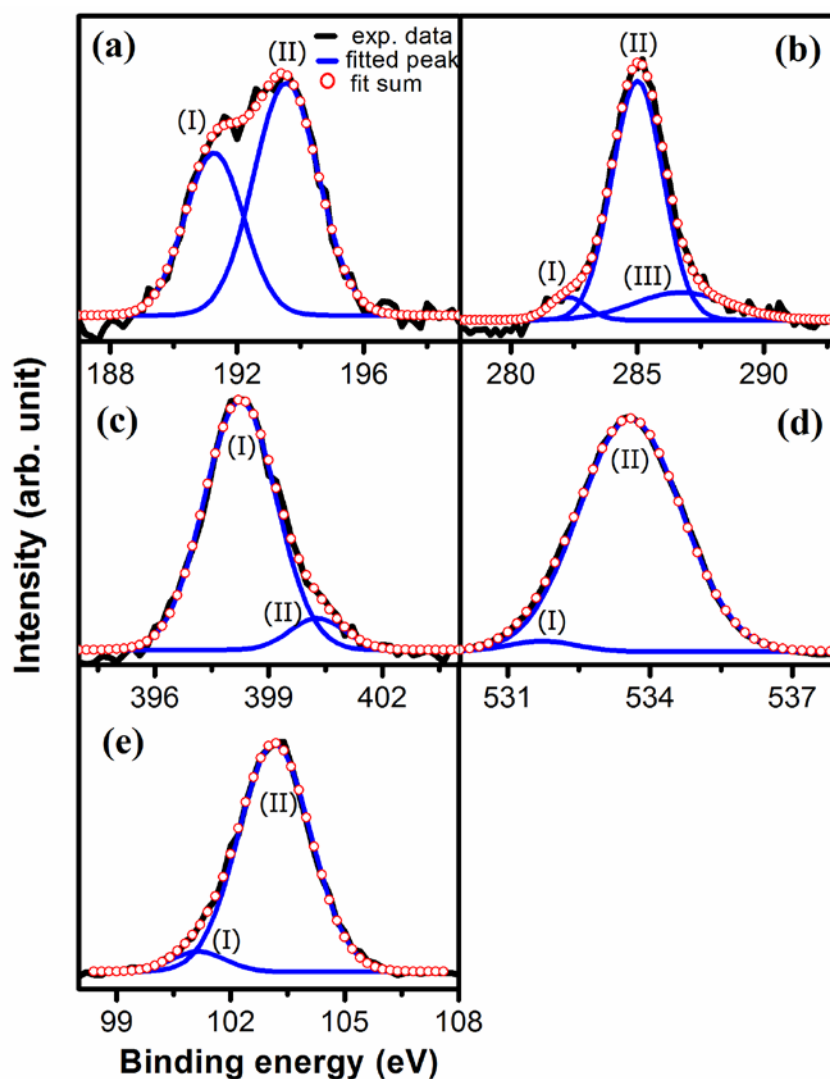 (a)
(I)
(II)
exp. data
fitted peak
fit sum
188 192 196
(b)
(I)
(II)
(III)
280 285 290
(c)
(I)
(II)
396 399 402
(d)
(I)
(II)
531 534 537
(e)
(I)
(II)
99 102 105 108
Intensity (arb. unit)
Binding energy (eV)